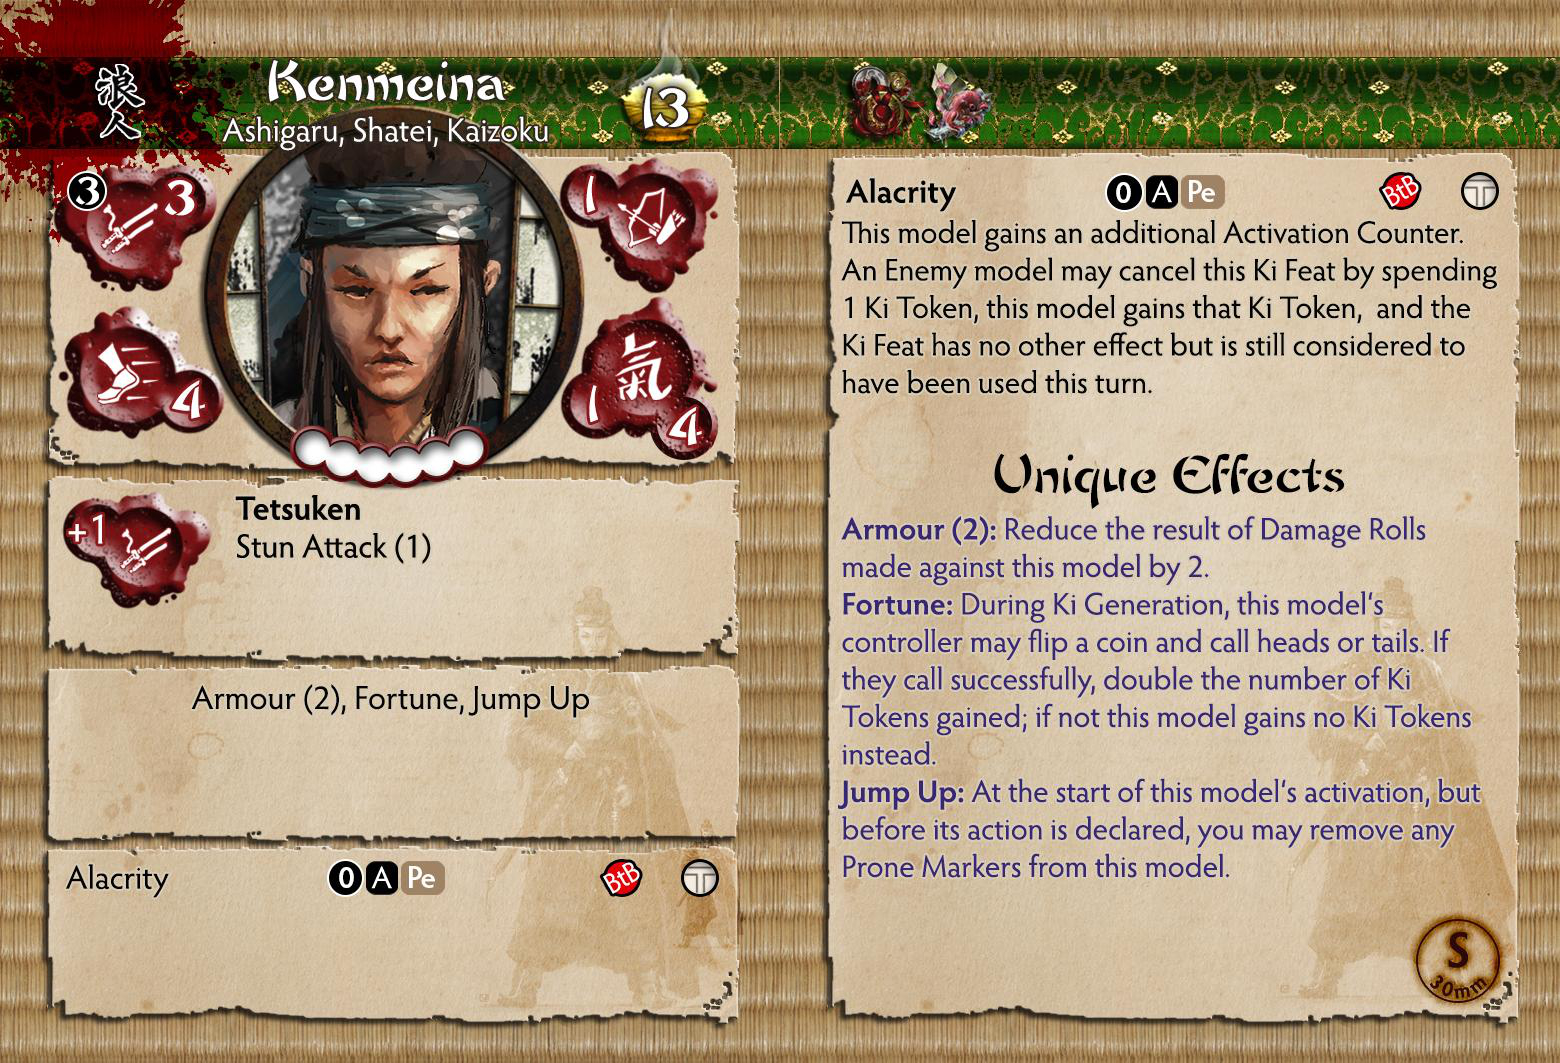 浪人
Kenmeina
13
Ashigaru, Shatei, Kaizoku
3 3
1
4
氣
1 4
+1
Tetsuken
Stun Attack (1)
Armour (2), Fortune, Jump Up
Alacrity 0 A Pe BtB T
Alacrity 0 A Pe BtB T
This model gains an additional Activation Counter.
An Enemy model may cancel this Ki Feat by spending
1 Ki Token, this model gains that Ki Token, and the
Ki Feat has no other effect but is still considered to
have been used this turn.
Unique Effects
Armour (2): Reduce the result of Damage Rolls
made against this model by 2.
Fortune: During Ki Generation, this model's
controller may flip a coin and call heads or tails. If
they call successfully, double the number of Ki
Tokens gained; if not this model gains no Ki Tokens
instead.
Jump Up: At the start of this model's activation, but
before its action is declared, you may remove any
Prone Markers from this model.
S
30mm